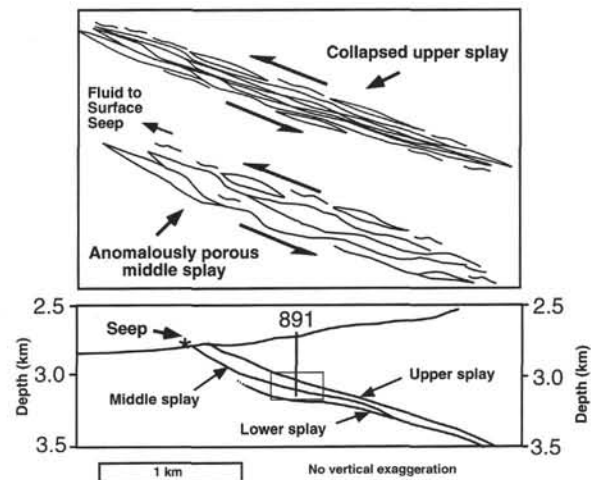 Collapsed upper splay
Fluid to
Surface
Seep
Anomalously porous
middle splay
2.5
2.5
891
Seep
*
Depth (km)
3.0
3.0
Depth (km)
Upper splay
Middle splay
Lower splay
3.5
3.5
1 km
No vertical exaggeration